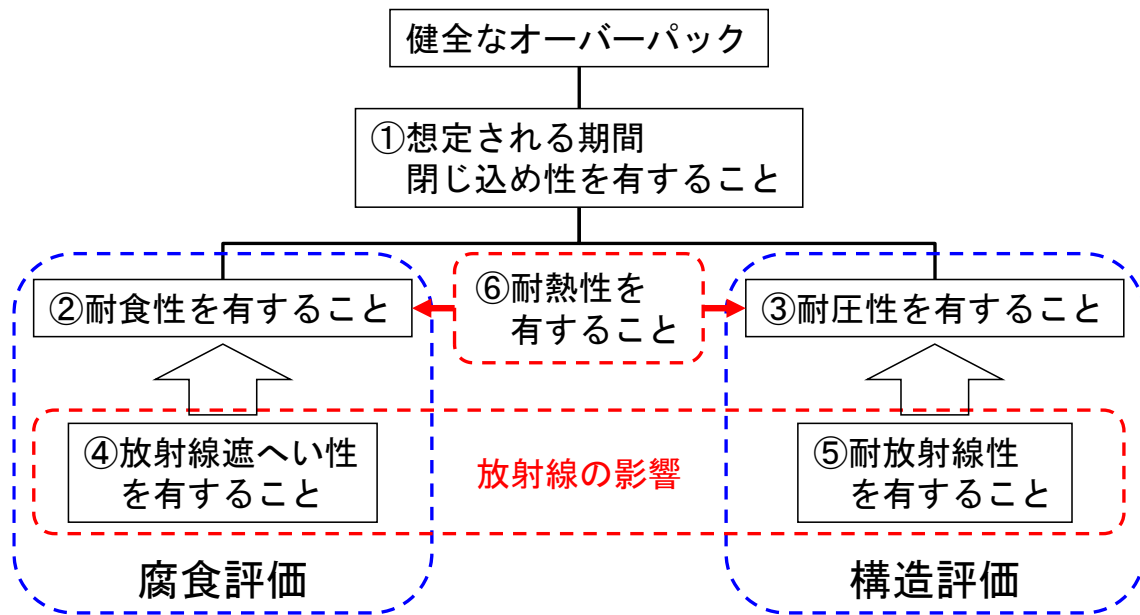 健全なオーバーパック
①想定される期間
閉じ込め性を有すること
②耐食性を有すること
⑥耐熱性を
有すること
③耐圧性を有すること
④放射線遮へい性
を有すること
放射線の影響
⑤耐放射線性
を有すること
腐食評価
構造評価